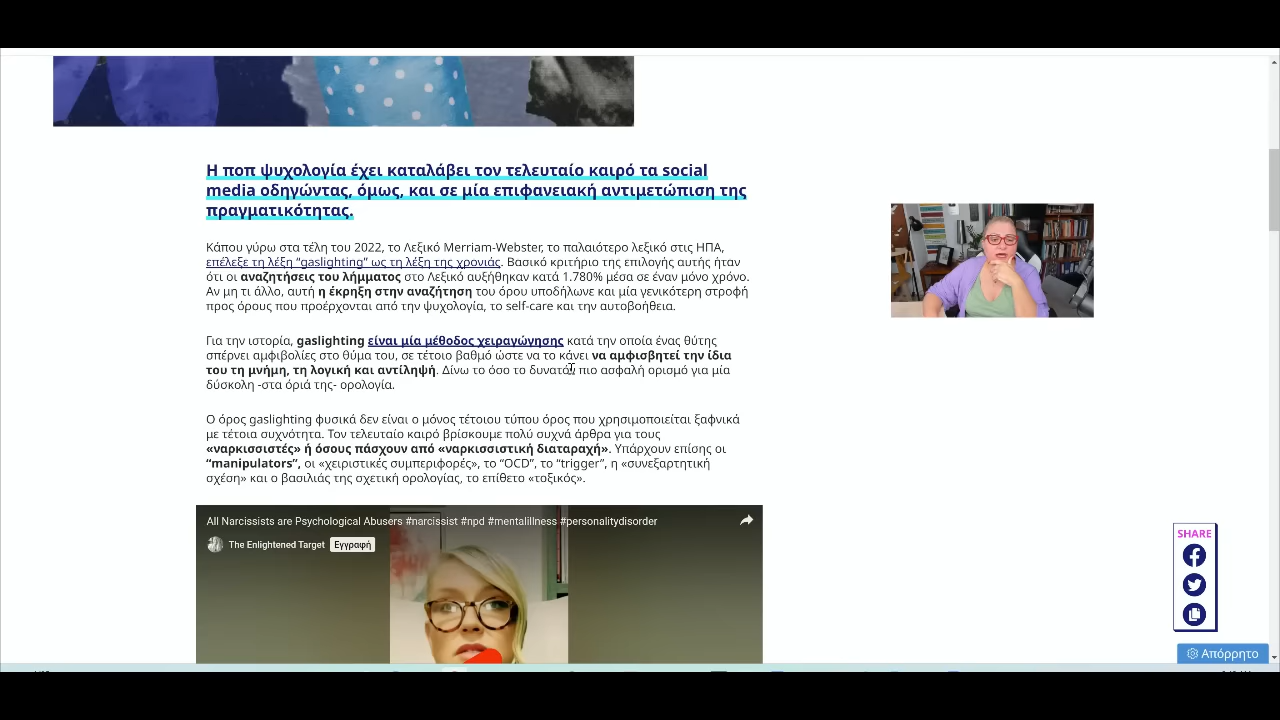 Η ποπ ψυχολογία έχει καταλάβει τον τελευταίο καιρό τα social
media οδηγώντας, όμως, και σε μία επιφανειακή αντιμετώπιση της
πραγματικότητας.
Κάπου γύρω στα τέλη του 2022, το Λεξικό Merriam-Webster, το παλαιότερο λεξικό στις ΗΠΑ,
επέλεξε τη λέξη “gaslighting” ως τη λέξη της χρονιάς. Βασικό κριτήριο της επιλογής αυτής ήταν
ότι οι αναζητήσεις του λήμματος στο Λεξικό αυξήθηκαν κατά 1.780% μέσα σε έναν μόνο χρόνο.
Αν μη τι άλλο, αυτή η έκρηξη στην αναζήτηση του όρου υποδήλωνε και μία γενικότερη στροφή
προς όρους που προέρχονται από την ψυχολογία, το self-care και την αυτοβοήθεια.
Για την ιστορία, gaslighting είναι μία μέθοδος χειραγώγησης κατά την οποία ένας θύτης
σπέρνει αμφιβολίες στο θύμα του, σε τέτοιο βαθμό ώστε να το κάνει να αμφισβητεί την ίδια
του τη μνήμη, τη λογική και αντίληψή. Δίνω το όσο το δυνατόν πιο ασφαλή ορισμό για μία
δύσκολη -στα όριά της- ορολογία.
Ο όρος gaslighting φυσικά δεν είναι ο μόνος τέτοιου τύπου όρος που χρησιμοποιείται ξαφνικά
με τέτοια συχνότητα. Τον τελευταίο καιρό βρίσκουμε πολύ συχνά άρθρα για τους
«ναρκισσιστές» ή όσους πάσχουν από «ναρκισσιστική διαταραχή». Υπάρχουν επίσης οι
“manipulators”, οι «χειριστικές συμπεριφορές», το “OCD”, το “trigger”, η «συνεξαρτητική
σχέση» και ο βασιλιάς της σχετική ορολογίας, το επίθετο «τοξικός».
All Narcissists are Psychological Abusers #narcissist #npd #mentalillness #personalitydisorder
The Enlightened Target Εγγραφή
SHARE
Απόρρητο